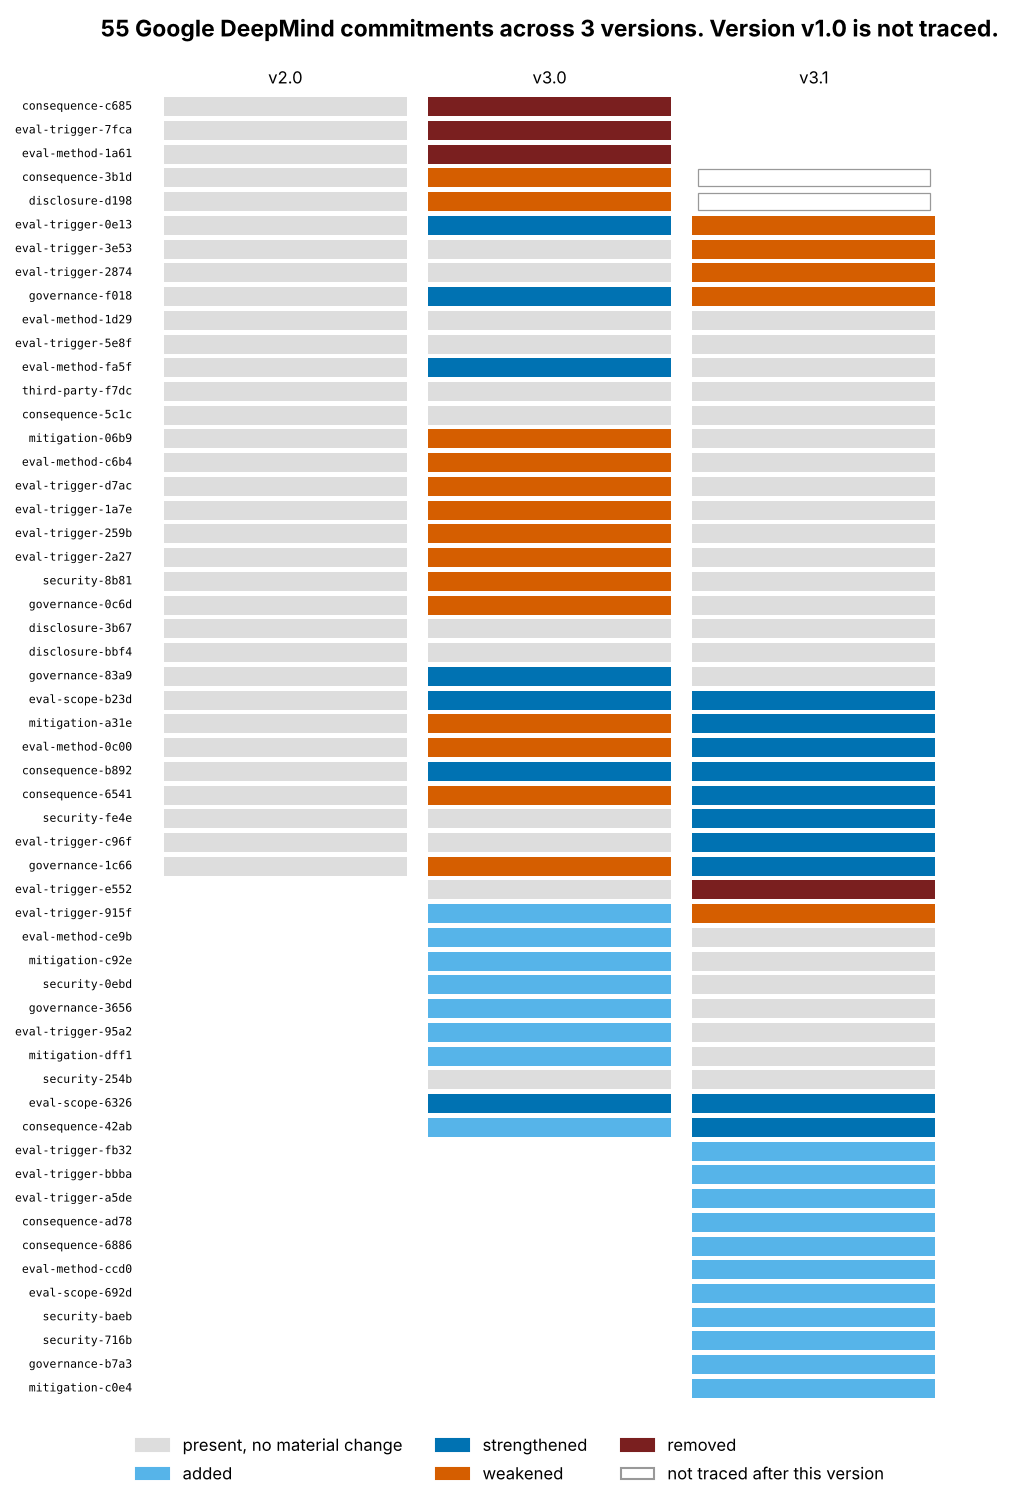 55 Google DeepMind commitments across 3 versions. Version v1.0 is not traced.
v2.0 v3.0 v3.1
consequence-c685
eval-trigger-7fca
eval-method-1a61
consequence-3b1d
disclosure-d198
eval-trigger-0e13
eval-trigger-3e53
eval-trigger-2874
governance-f018
eval-method-1d29
eval-trigger-5e8f
eval-method-fa5f
third-party-f7dc
consequence-5c1c
mitigation-06b9
eval-method-c6b4
eval-trigger-d7ac
eval-trigger-1a7e
eval-trigger-259b
eval-trigger-2a27
security-8b81
governance-0c6d
disclosure-3b67
disclosure-bbf4
governance-83a9
eval-scope-b23d
mitigation-a31e
eval-method-0c00
consequence-b892
consequence-6541
security-fe4e
eval-trigger-c96f
governance-1c66
eval-trigger-e552
eval-trigger-915f
eval-method-ce9b
mitigation-c92e
security-0ebd
governance-3656
eval-trigger-95a2
mitigation-dff1
security-254b
eval-scope-6326
consequence-42ab
eval-trigger-fb32
eval-trigger-bbba
eval-trigger-a5de
consequence-ad78
consequence-6886
eval-method-ccd0
eval-scope-692d
security-baeb
security-716b
governance-b7a3
mitigation-c0e4
present, no material change strengthened removed
added weakened not traced after this version